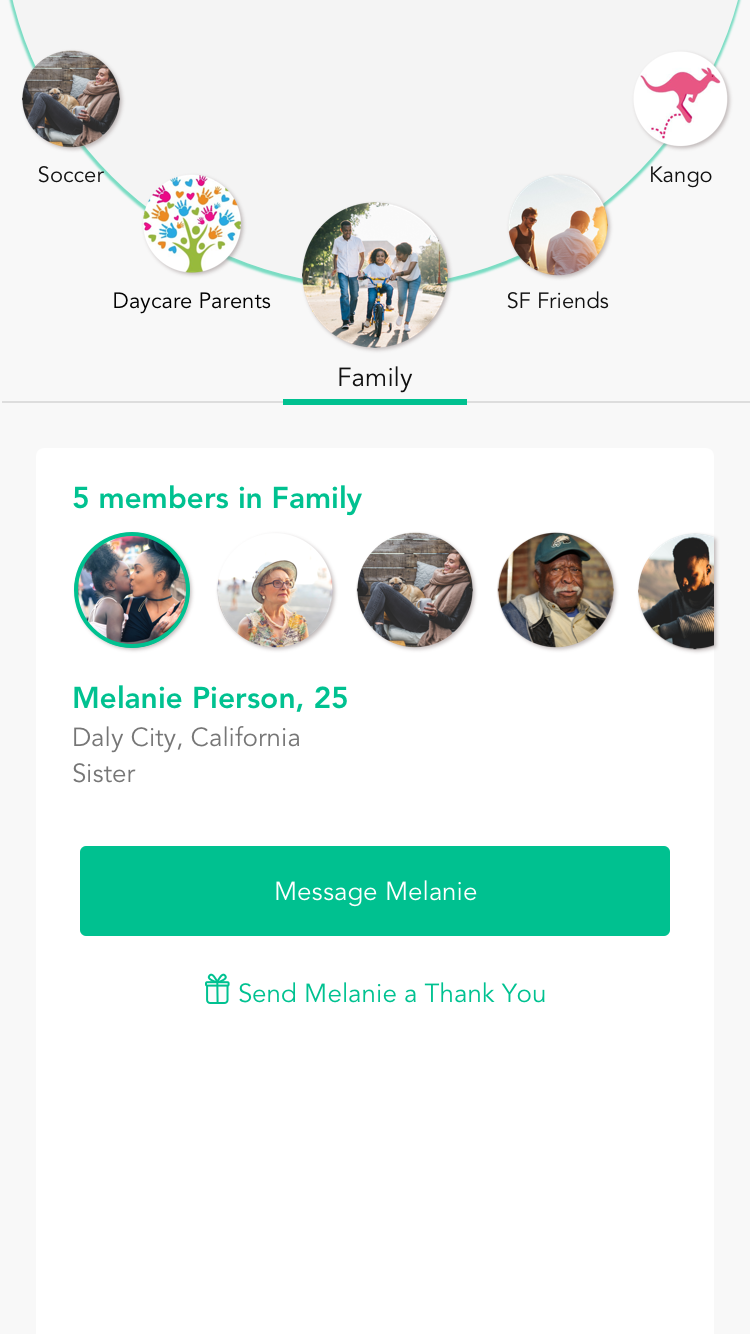 Soccer
Kango
Daycare Parents
SF Friends
Family
5 members in Family
Melanie Pierson, 25
Daly City, California
Sister
Message Melanie
Send Melanie a Thank You